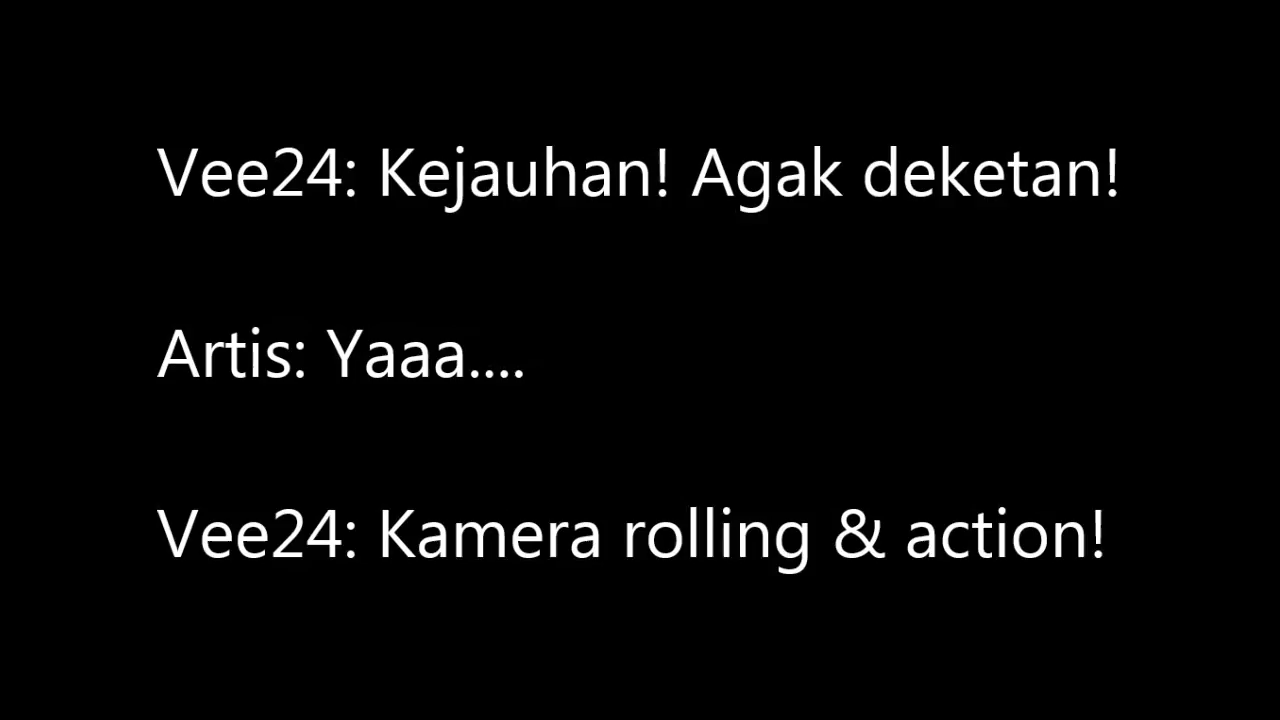 Vee24: Kejauhan! Agak deketan!
Artis: Yaaa....
Vee24: Kamera rolling & action!